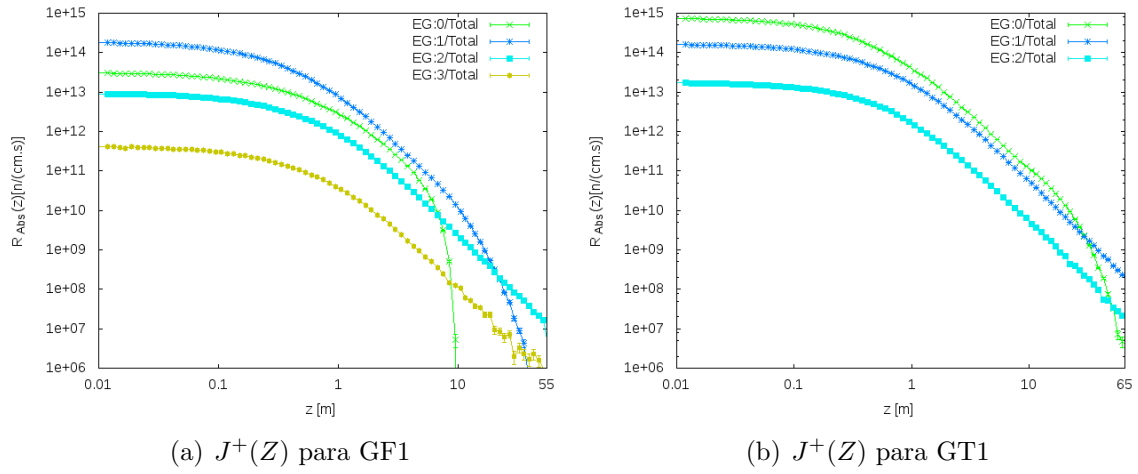 1e+15
1e+14
1e+13
1e+12
1e+11
1e+10
1e+09
1e+08
1e+07
1e+06
R Abs (z)[n/(cm.s)]
EG:0/Total
EG:1/Total
EG:2/Total
EG:3/Total
0.01 0.1 1 10 55
z [m]
(a) J+(Z) para GF1
1e+15
1e+14
1e+13
1e+12
1e+11
1e+10
1e+09
1e+08
1e+07
1e+06
R Abs (z)[n/(cm.s)]
EG:0/Total
EG:1/Total
EG:2/Total
0.01 0.1 1 10 65
z [m]
(b) J+(Z) para GT1